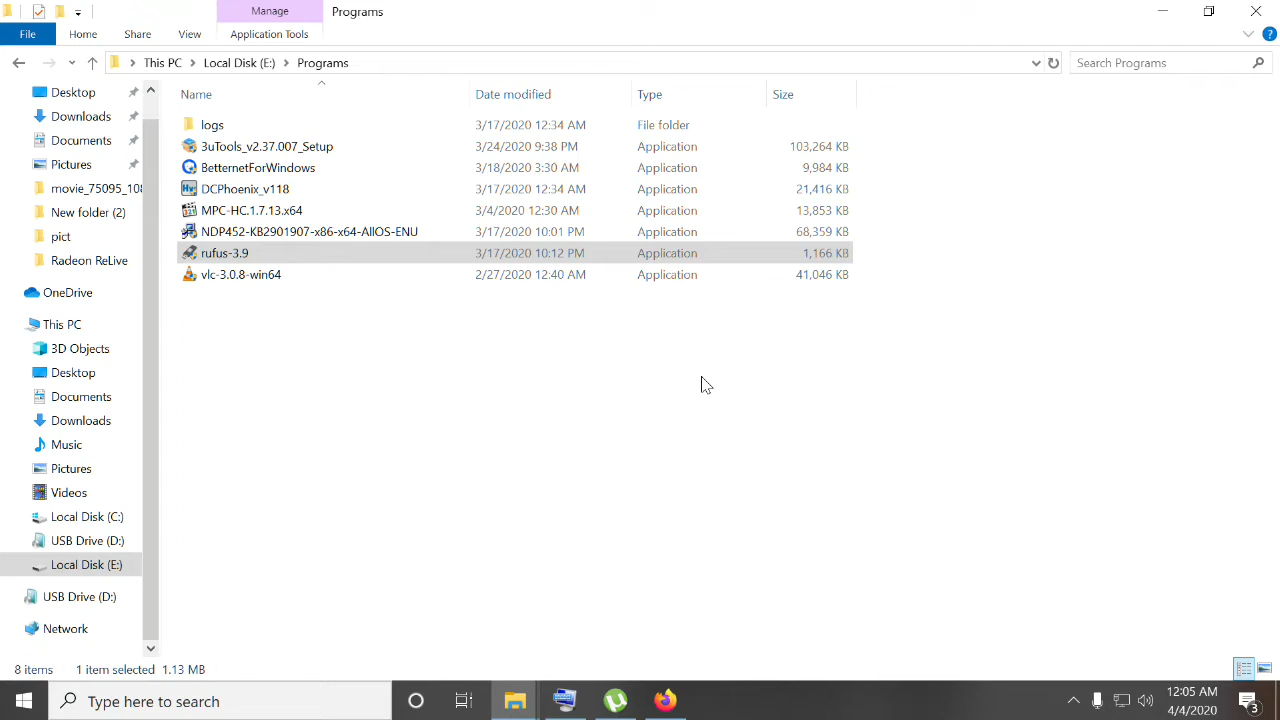 Manage
Programs
File
Home
Share
View
Application Tools
This PC
Local Disk (E:)
Programs
Search Programs
Name
Date modified
Type
Size
Desktop
Downloads
Documents
Pictures
movie_75095_108
New folder (2)
pict
Radeon ReLive
OneDrive
This PC
3D Objects
Desktop
Documents
Downloads
Music
Pictures
Videos
Local Disk (C:)
USB Drive (D:)
Local Disk (E:)
USB Drive (D:)
Network
logs 3/17/2020 12:34 AM File folder
3uTools_v2.37.007_Setup 3/24/2020 9:38 PM Application 103,264 KB
BetternetForWindows 3/18/2020 3:30 AM Application 9,984 KB
DCPhoenix_v118 3/17/2020 12:34 AM Application 21,416 KB
MPC-HC.1.7.13.x64 3/4/2020 12:30 AM Application 13,853 KB
NDP452-KB2901907-x86-x64-AllOS-ENU 3/17/2020 10:01 PM Application 68,359 KB
rufus-3.9 3/17/2020 10:12 PM Application 1,166 KB
vlc-3.0.8-win64 2/27/2020 12:40 AM Application 41,046 KB
8 items 1 item selected 1.13 MB
Type here to search
12:05 AM
4/4/2020
3